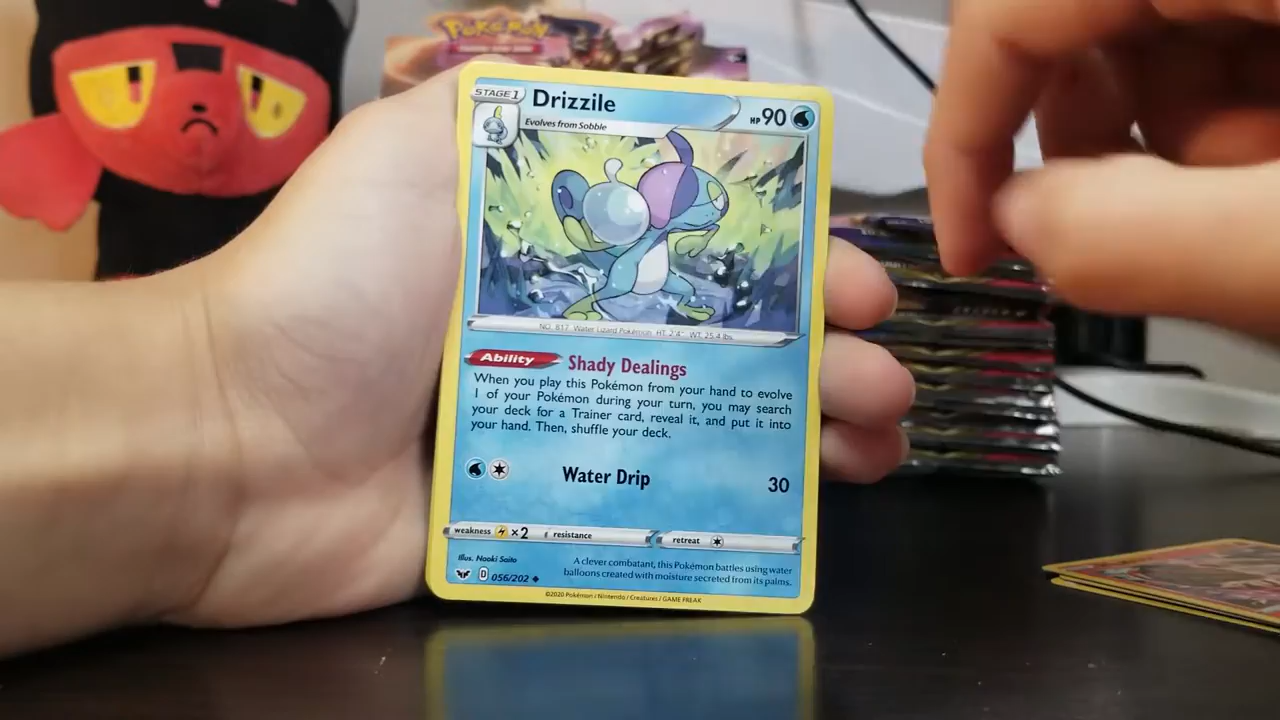 POKéMON
STAGE 1
Drizzile
HP 90
Evolves from Sobble
NO. 817 Water Lizard Pokémon HT: 2'4" WT: 25.4 lbs.
Ability Shady Dealings
When you play this Pokémon from your hand to evolve
1 of your Pokémon during your turn, you may search
your deck for a Trainer card, reveal it, and put it into
your hand. Then, shuffle your deck.
Water Drip 30
weakness ×2 resistance retreat
Illus. Naoki Saito
A clever combatant, this Pokémon battles using water
balloons created with moisture secreted from its palms.
D 056/202
©2020 Pokémon / Nintendo / Creatures / GAME FREAK